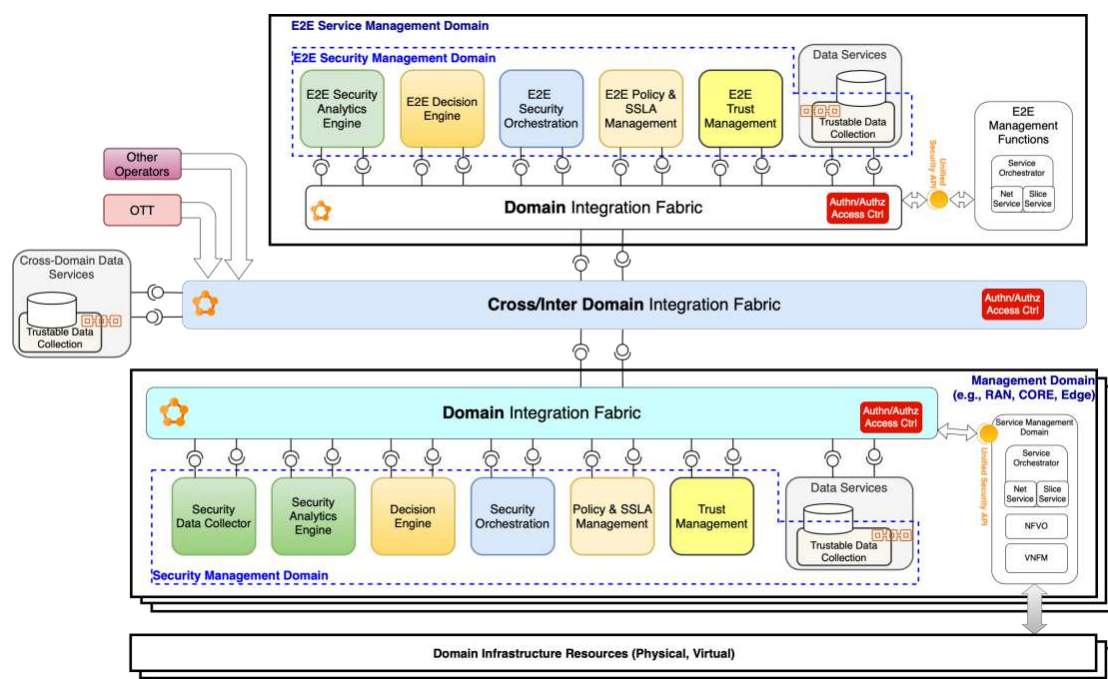 E2E Service Management Domain
E2E Security Management Domain
E2E Security
Analytics
Engine
E2E Decision
Engine
E2E
Security
Orchestration
E2E Policy &
SSLA
Management
E2E
Trust
Management
Data Services
Trustable Data
Collection
Unified
Security API
E2E
Management
Functions
Service
Orchestrator
Net
Service
Slice
Service
Domain Integration Fabric
Authn/Authz
Access Ctrl
Other
Operators
OTT
Cross-Domain Data
Services
Trustable Data
Collection
Cross/Inter Domain Integration Fabric
Authn/Authz
Access Ctrl
Management Domain
(e.g., RAN, CORE, Edge)
Domain Integration Fabric
Authn/Authz
Access Ctrl
Unified Security API
Service Management
Domain
Service
Orchestrator
Net
Service
Slice
Service
NFVO
VNFM
Security
Data Collector
Security
Analytics
Engine
Decision
Engine
Security
Orchestration
Policy & SSLA
Management
Trust
Management
Data Services
Trustable Data
Collection
Security Management Domain
Domain Infrastructure Resources (Physical, Virtual)